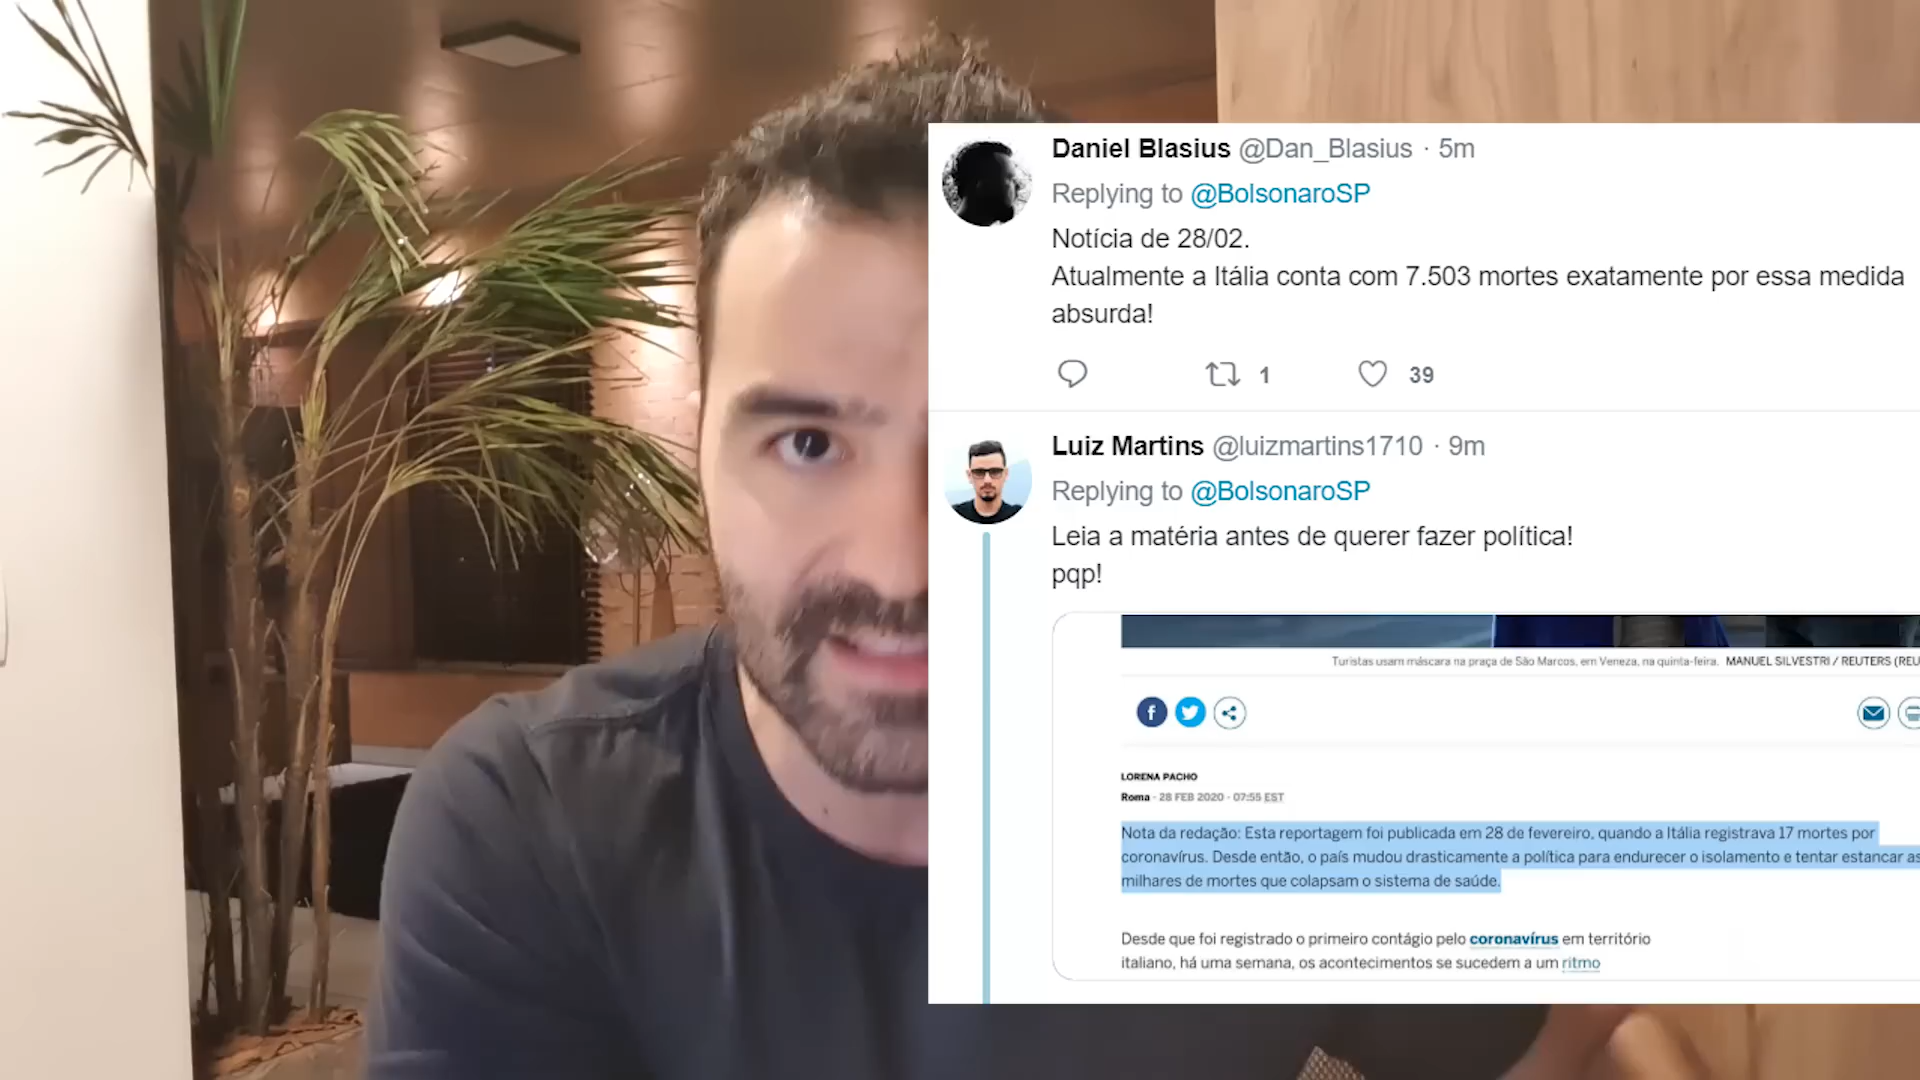 Daniel Blasius @Dan_Blasius · 5m
Replying to @BolsonaroSP
Notícia de 28/02.
Atualmente a Itália conta com 7.503 mortes exatamente por essa medida
absurda!
1 39
Luiz Martins @luizmartins1710 · 9m
Replying to @BolsonaroSP
Leia a matéria antes de querer fazer política!
pqp!
Turistas usam máscara na praça de São Marcos, em Veneza, na quinta-feira. MANUEL SILVESTRI / REUTERS (REU
LORENA PACHO
Roma - 28 FEB 2020 - 07:55 EST
Nota da redação: Esta reportagem foi publicada em 28 de fevereiro, quando a Itália registrava 17 mortes por
coronavírus. Desde então, o país mudou drasticamente a política para endurecer o isolamento e tentar estancar as
milhares de mortes que colapsam o sistema de saúde.
Desde que foi registrado o primeiro contágio pelo coronavírus em território
italiano, há uma semana, os acontecimentos se sucedem a um ritmo